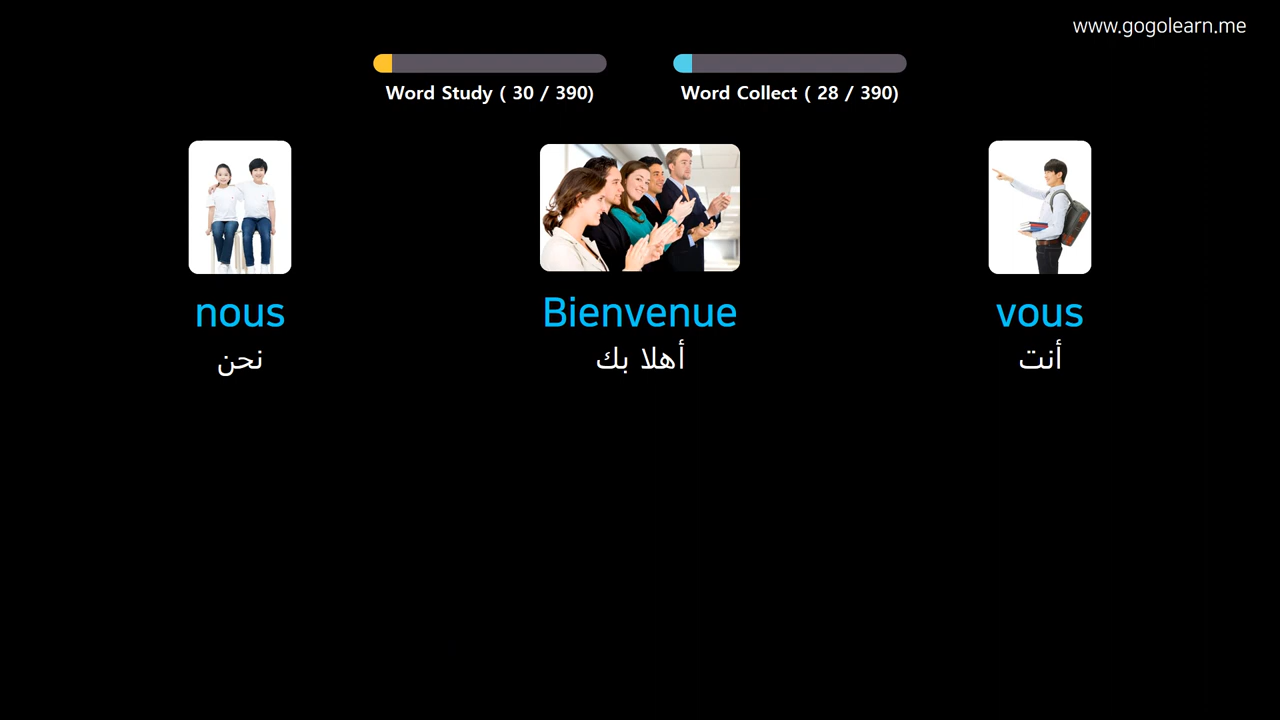 www.gogolearn.me
Word Study ( 30 / 390)
Word Collect ( 28 / 390)
nous
نحن
Bienvenue
أهلا بك
vous
أنت